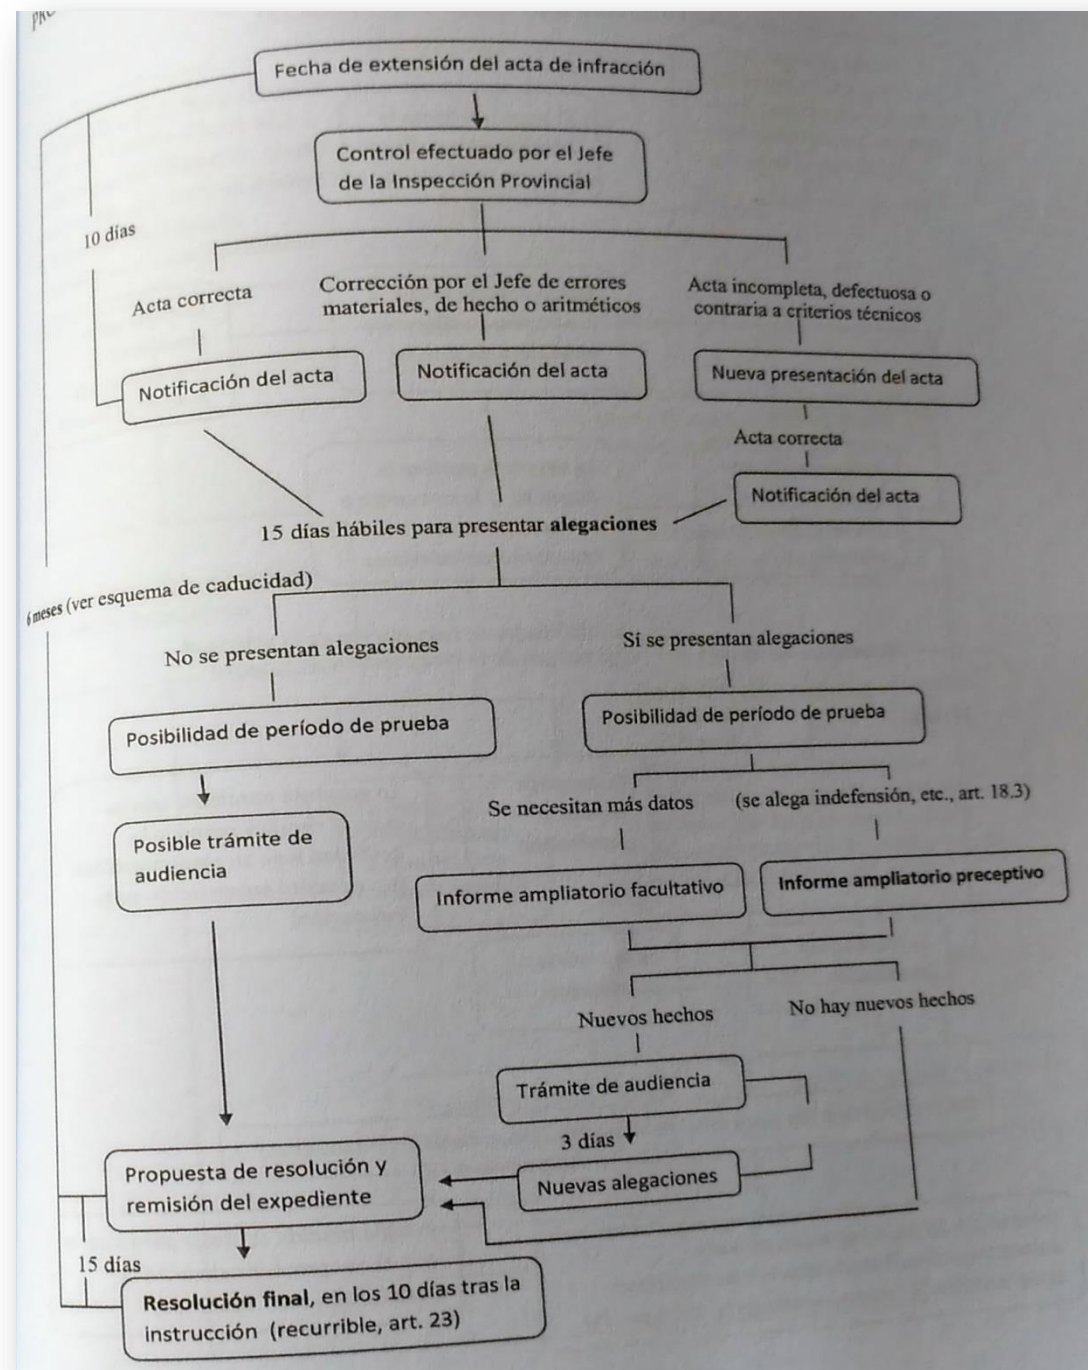 Fecha de extensión del acta de infracción
Control efectuado por el Jefe
de la Inspección Provincial
10 días
Acta correcta
Corrección por el Jefe de errores
materiales, de hecho o aritméticos
Acta incompleta, defectuosa o
contraria a criterios técnicos
Notificación del acta
Notificación del acta
Nueva presentación del acta
Acta correcta
Notificación del acta
15 días hábiles para presentar alegaciones
6 meses (ver esquema de caducidad)
No se presentan alegaciones
Sí se presentan alegaciones
Posibilidad de período de prueba
Posibilidad de período de prueba
Se necesitan más datos
(se alega indefensión, etc., art. 18.3)
Posible trámite de
audiencia
Informe ampliatorio facultativo
Informe ampliatorio preceptivo
Nuevos hechos
No hay nuevos hechos
Trámite de audiencia
3 días
Nuevas alegaciones
Propuesta de resolución y
remisión del expediente
15 días
Resolución final, en los 10 días tras la
instrucción (recurrible, art. 23)